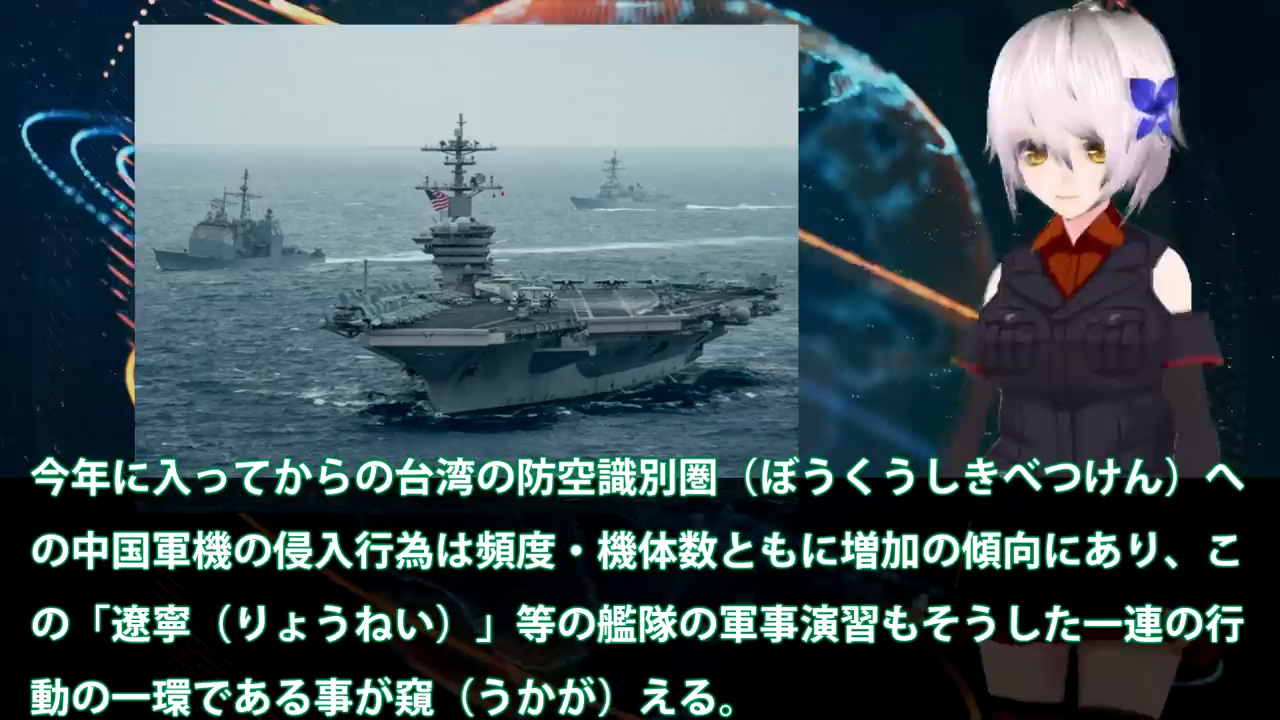 今年に入ってからの台湾の防空識別圏（ぼうくうしきべつけん）へ
の中国軍機の侵入行為は頻度・機体数ともに増加の傾向にあり、こ
の「遼寧（りょうねい）」等の艦隊の軍事演習もそうした一連の行
動の一環である事が窺（うかが）える。